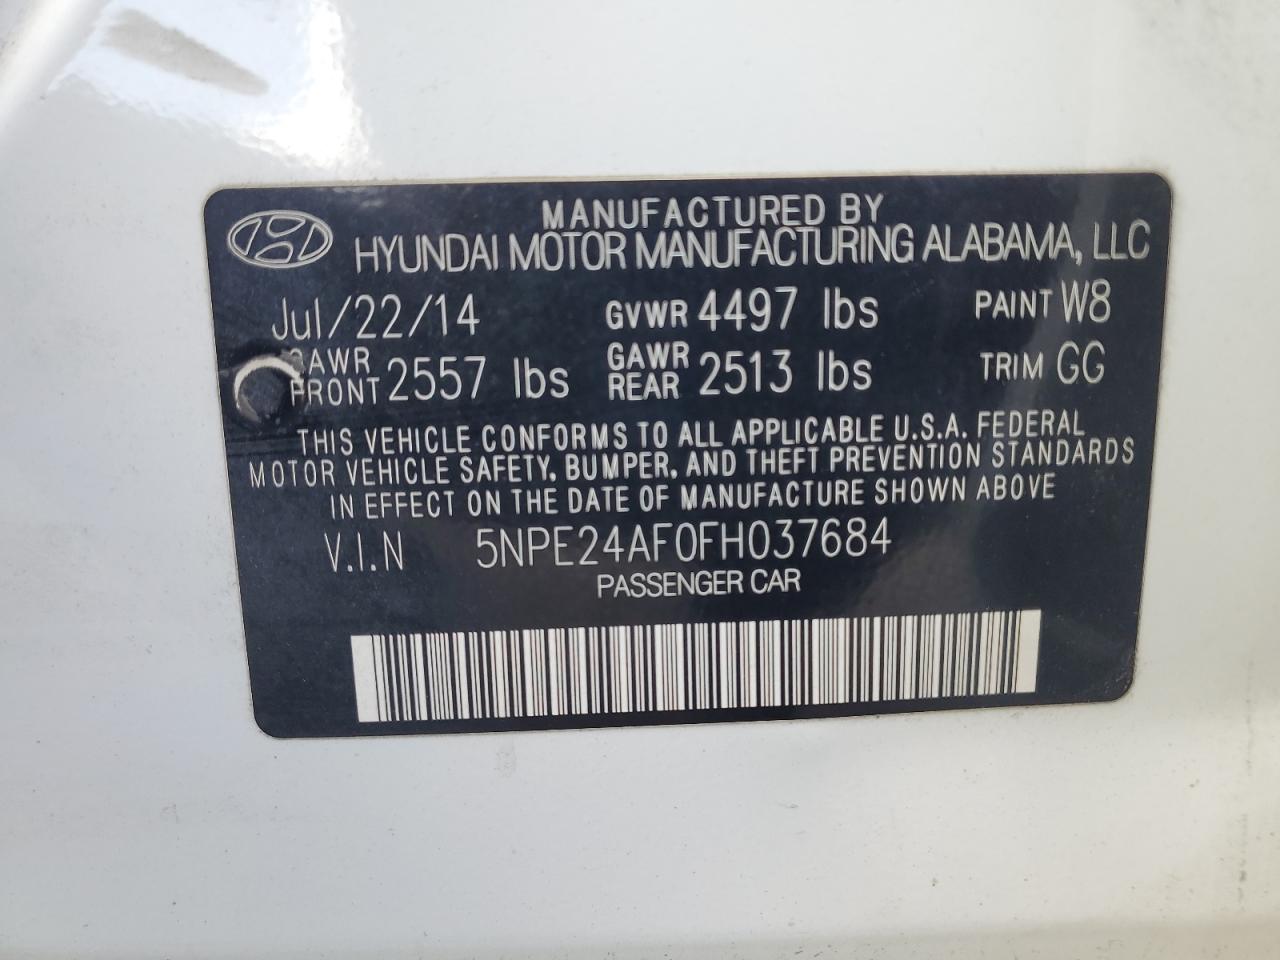 MANUFACTURED BY
HYUNDAI MOTOR MANUFACTURING ALABAMA, LLC
Jul/22/14 GVWR 4497 lbs PAINT W8
GAWR FRONT 2557 lbs GAWR REAR 2513 lbs TRIM GG
THIS VEHICLE CONFORMS TO ALL APPLICABLE U.S.A. FEDERAL
MOTOR VEHICLE SAFETY, BUMPER, AND THEFT PREVENTION STANDARDS
IN EFFECT ON THE DATE OF MANUFACTURE SHOWN ABOVE
V.I.N 5NPE24AF0FH037684
PASSENGER CAR